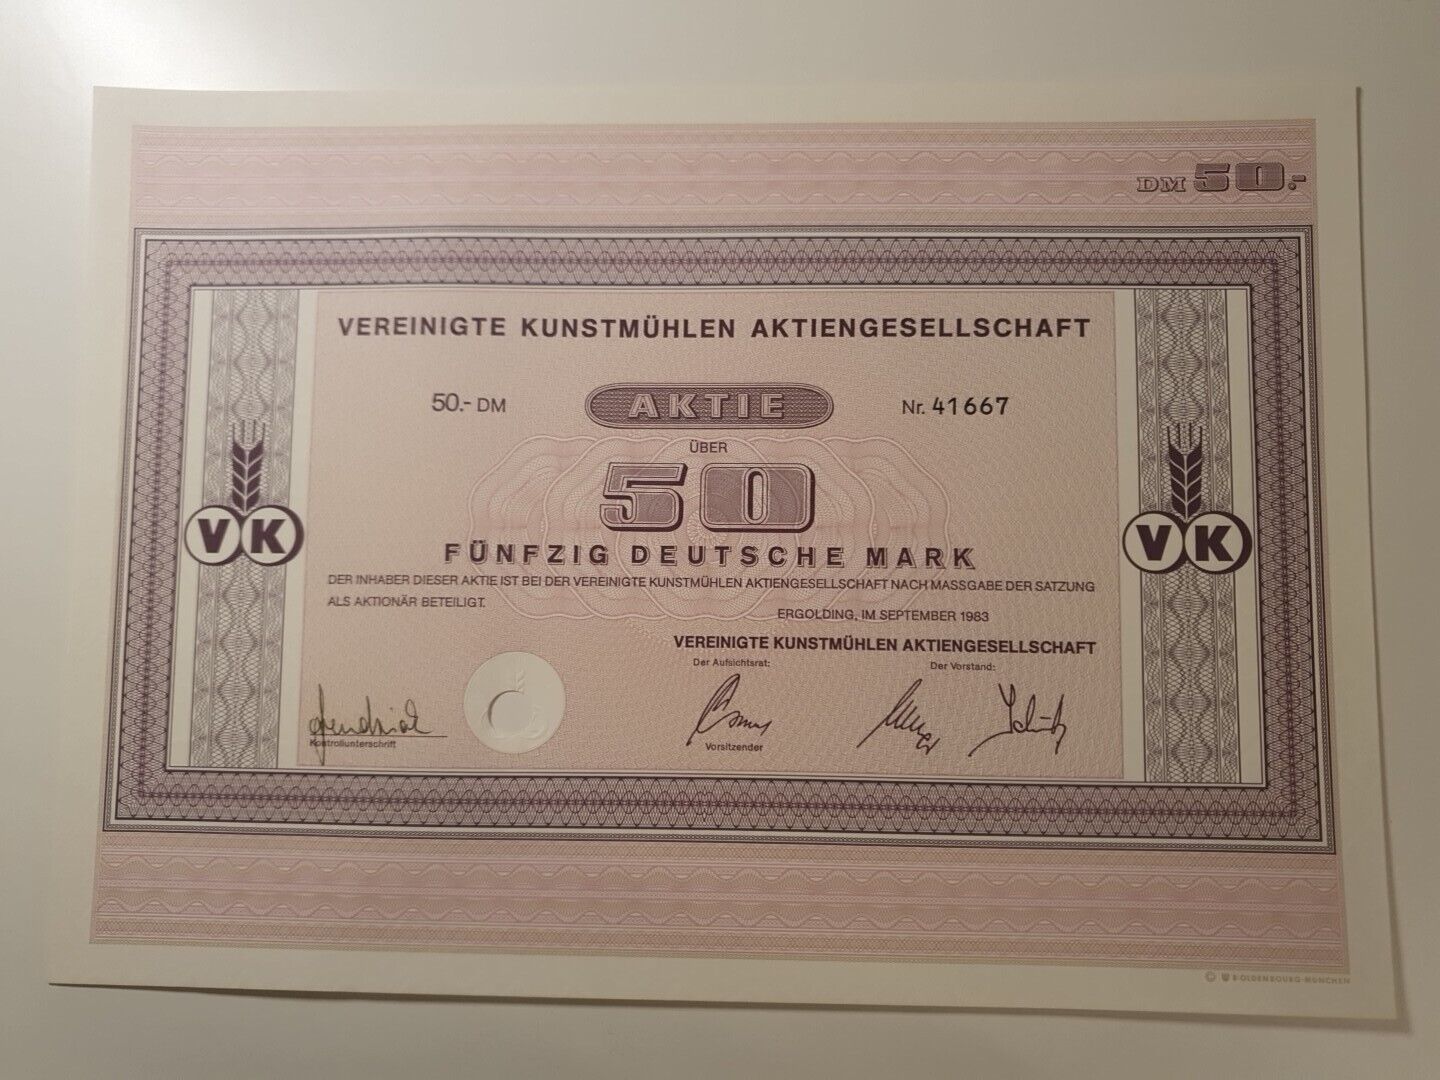 DM 50.-
VEREINIGTE KUNSTMÜHLEN AKTIENGESELLSCHAFT
50.- DM AKTIE Nr. 41667
ÜBER
50
FÜNFZIG DEUTSCHE MARK
DER INHABER DIESER AKTIE IST BEI DER VEREINIGTE KUNSTMÜHLEN AKTIENGESELLSCHAFT NACH MASSGABE DER SATZUNG
ALS AKTIONÄR BETEILIGT.
ERGOLDING, IM SEPTEMBER 1983
VEREINIGTE KUNSTMÜHLEN AKTIENGESELLSCHAFT
Der Aufsichtsrat: Der Vorstand:
Kontrollunterschrift
Vorsitzender
VK
VK
© R·OLDENBOURG·MÜNCHEN